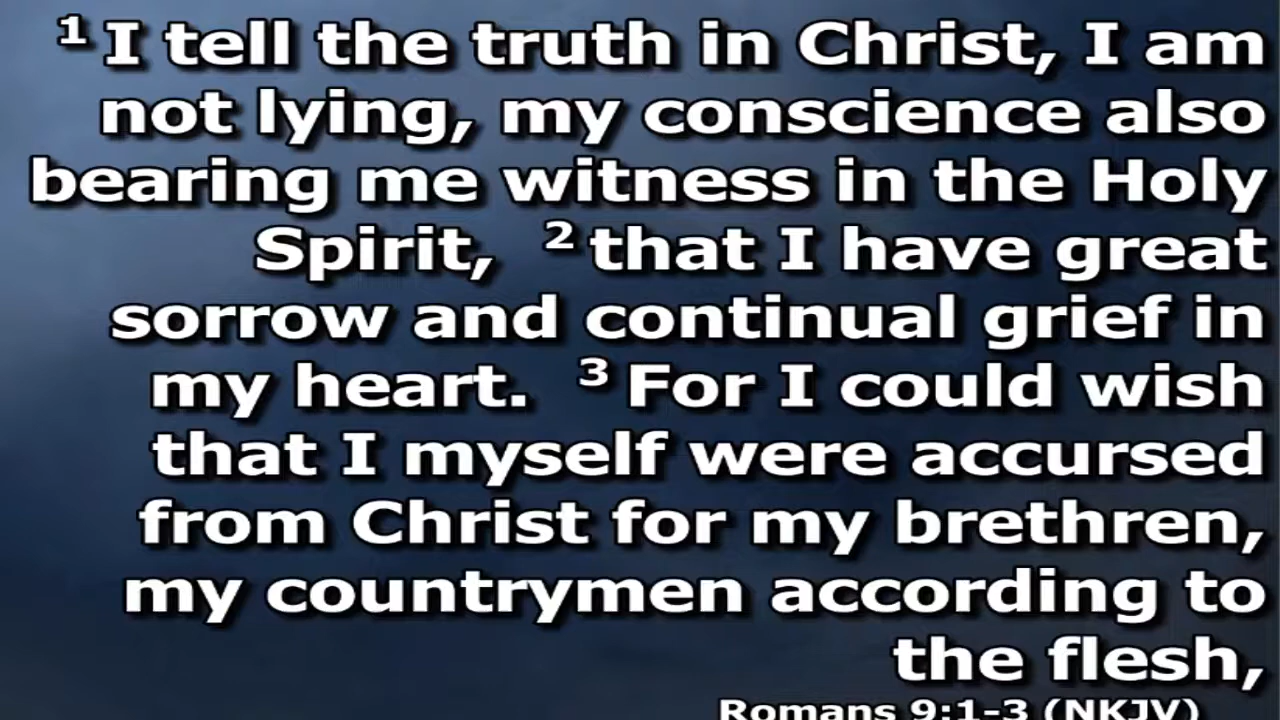 1 I tell the truth in Christ, I am
not lying, my conscience also
bearing me witness in the Holy
Spirit, 2 that I have great
sorrow and continual grief in
my heart. 3 For I could wish
that I myself were accursed
from Christ for my brethren,
my countrymen according to
the flesh,
Romans 9:1-3 (NKJV)